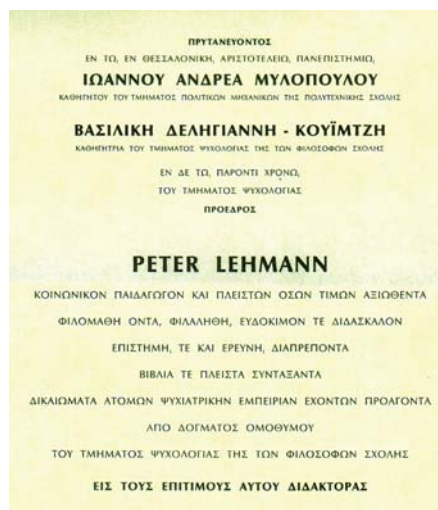 ΠΡΥΤΑΝΕΥΟΝΤΟΣ
ΕΝ ΤΩ, ΕΝ ΘΕΣΣΑΛΟΝΙΚΗ, ΑΡΙΣΤΟΤΕΛΕΙΩ, ΠΑΝΕΠΙΣΤΗΜΙΩ,
ΙΩΑΝΝΟΥ ΑΝΔΡΕΑ ΜΥΛΟΠΟΥΛΟΥ
ΚΑΘΗΓΗΤΟΥ ΤΟΥ ΤΜΗΜΑΤΟΣ ΠΟΛΙΤΙΚΩΝ ΜΗΧΑΝΙΚΩΝ ΤΗΣ ΠΟΛΥΤΕΧΝΙΚΗΣ ΣΧΟΛΗΣ
ΒΑΣΙΛΙΚΗ ΔΕΛΗΓΙΑΝΝΗ - ΚΟΥΪΜΤΖΗ
ΚΑΘΗΓΗΤΡΙΑ ΤΟΥ ΤΜΗΜΑΤΟΣ ΨΥΧΟΛΟΓΙΑΣ ΤΗΣ ΤΩΝ ΦΙΛΟΣΟΦΩΝ ΣΧΟΛΗΣ
ΕΝ ΔΕ ΤΩ, ΠΑΡΟΝΤΙ ΧΡΟΝΩ,
ΤΟΥ ΤΜΗΜΑΤΟΣ ΨΥΧΟΛΟΓΙΑΣ
ΠΡΟΕΔΡΟΣ
PETER LEHMANN
ΚΟΙΝΩΝΙΚΟΝ ΠΑΙΔΑΓΩΓΟΝ ΚΑΙ ΠΛΕΙΣΤΩΝ ΟΣΩΝ ΤΙΜΩΝ ΑΞΙΩΘΕΝΤΑ
ΦΙΛΟΜΑΘΗ ΟΝΤΑ, ΦΙΛΑΛΗΘΗ, ΕΥΔΟΚΙΜΟΝ ΤΕ ΔΙΔΑΣΚΑΛΟΝ
ΕΠΙΣΤΗΜΗ, ΤΕ ΚΑΙ ΕΡΕΥΝΗ, ΔΙΑΠΡΕΠΟΝΤΑ
ΒΙΒΛΙΑ ΤΕ ΠΛΕΙΣΤΑ ΣΥΝΤΑΞΑΝΤΑ
ΔΙΚΑΙΩΜΑΤΑ ΑΤΟΜΩΝ ΨΥΧΙΑΤΡΙΚΗΝ ΕΜΠΕΙΡΙΑΝ ΕΧΟΝΤΩΝ ΠΡΟΑΓΟΝΤΑ
ΑΠΟ ΔΟΓΜΑΤΟΣ ΟΜΟΘΥΜΟΥ
ΤΟΥ ΤΜΗΜΑΤΟΣ ΨΥΧΟΛΟΓΙΑΣ ΤΗΣ ΤΩΝ ΦΙΛΟΣΟΦΩΝ ΣΧΟΛΗΣ
ΕΙΣ ΤΟΥΣ ΕΠΙΤΙΜΟΥΣ ΑΥΤΟΥ ΔΙΔΑΚΤΟΡΑΣ